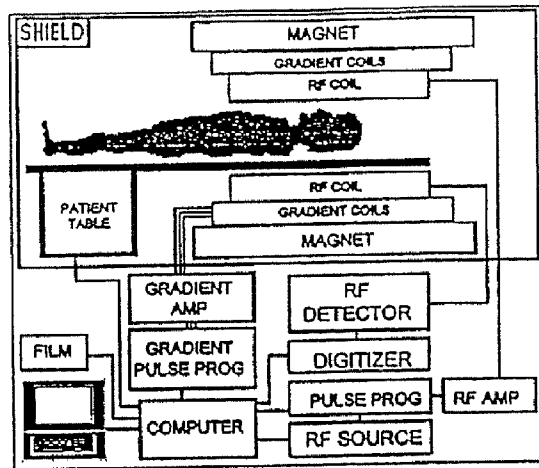 SHIELD
MAGNET
GRADIENT COILS
RF COIL
RF COIL
GRADIENT COILS
MAGNET
PATIENT
TABLE
GRADIENT
AMP
RF
DETECTOR
FILM
GRADIENT
PULSE PROG
DIGITIZER
COMPUTER
PULSE PROG
RF AMP
RF SOURCE